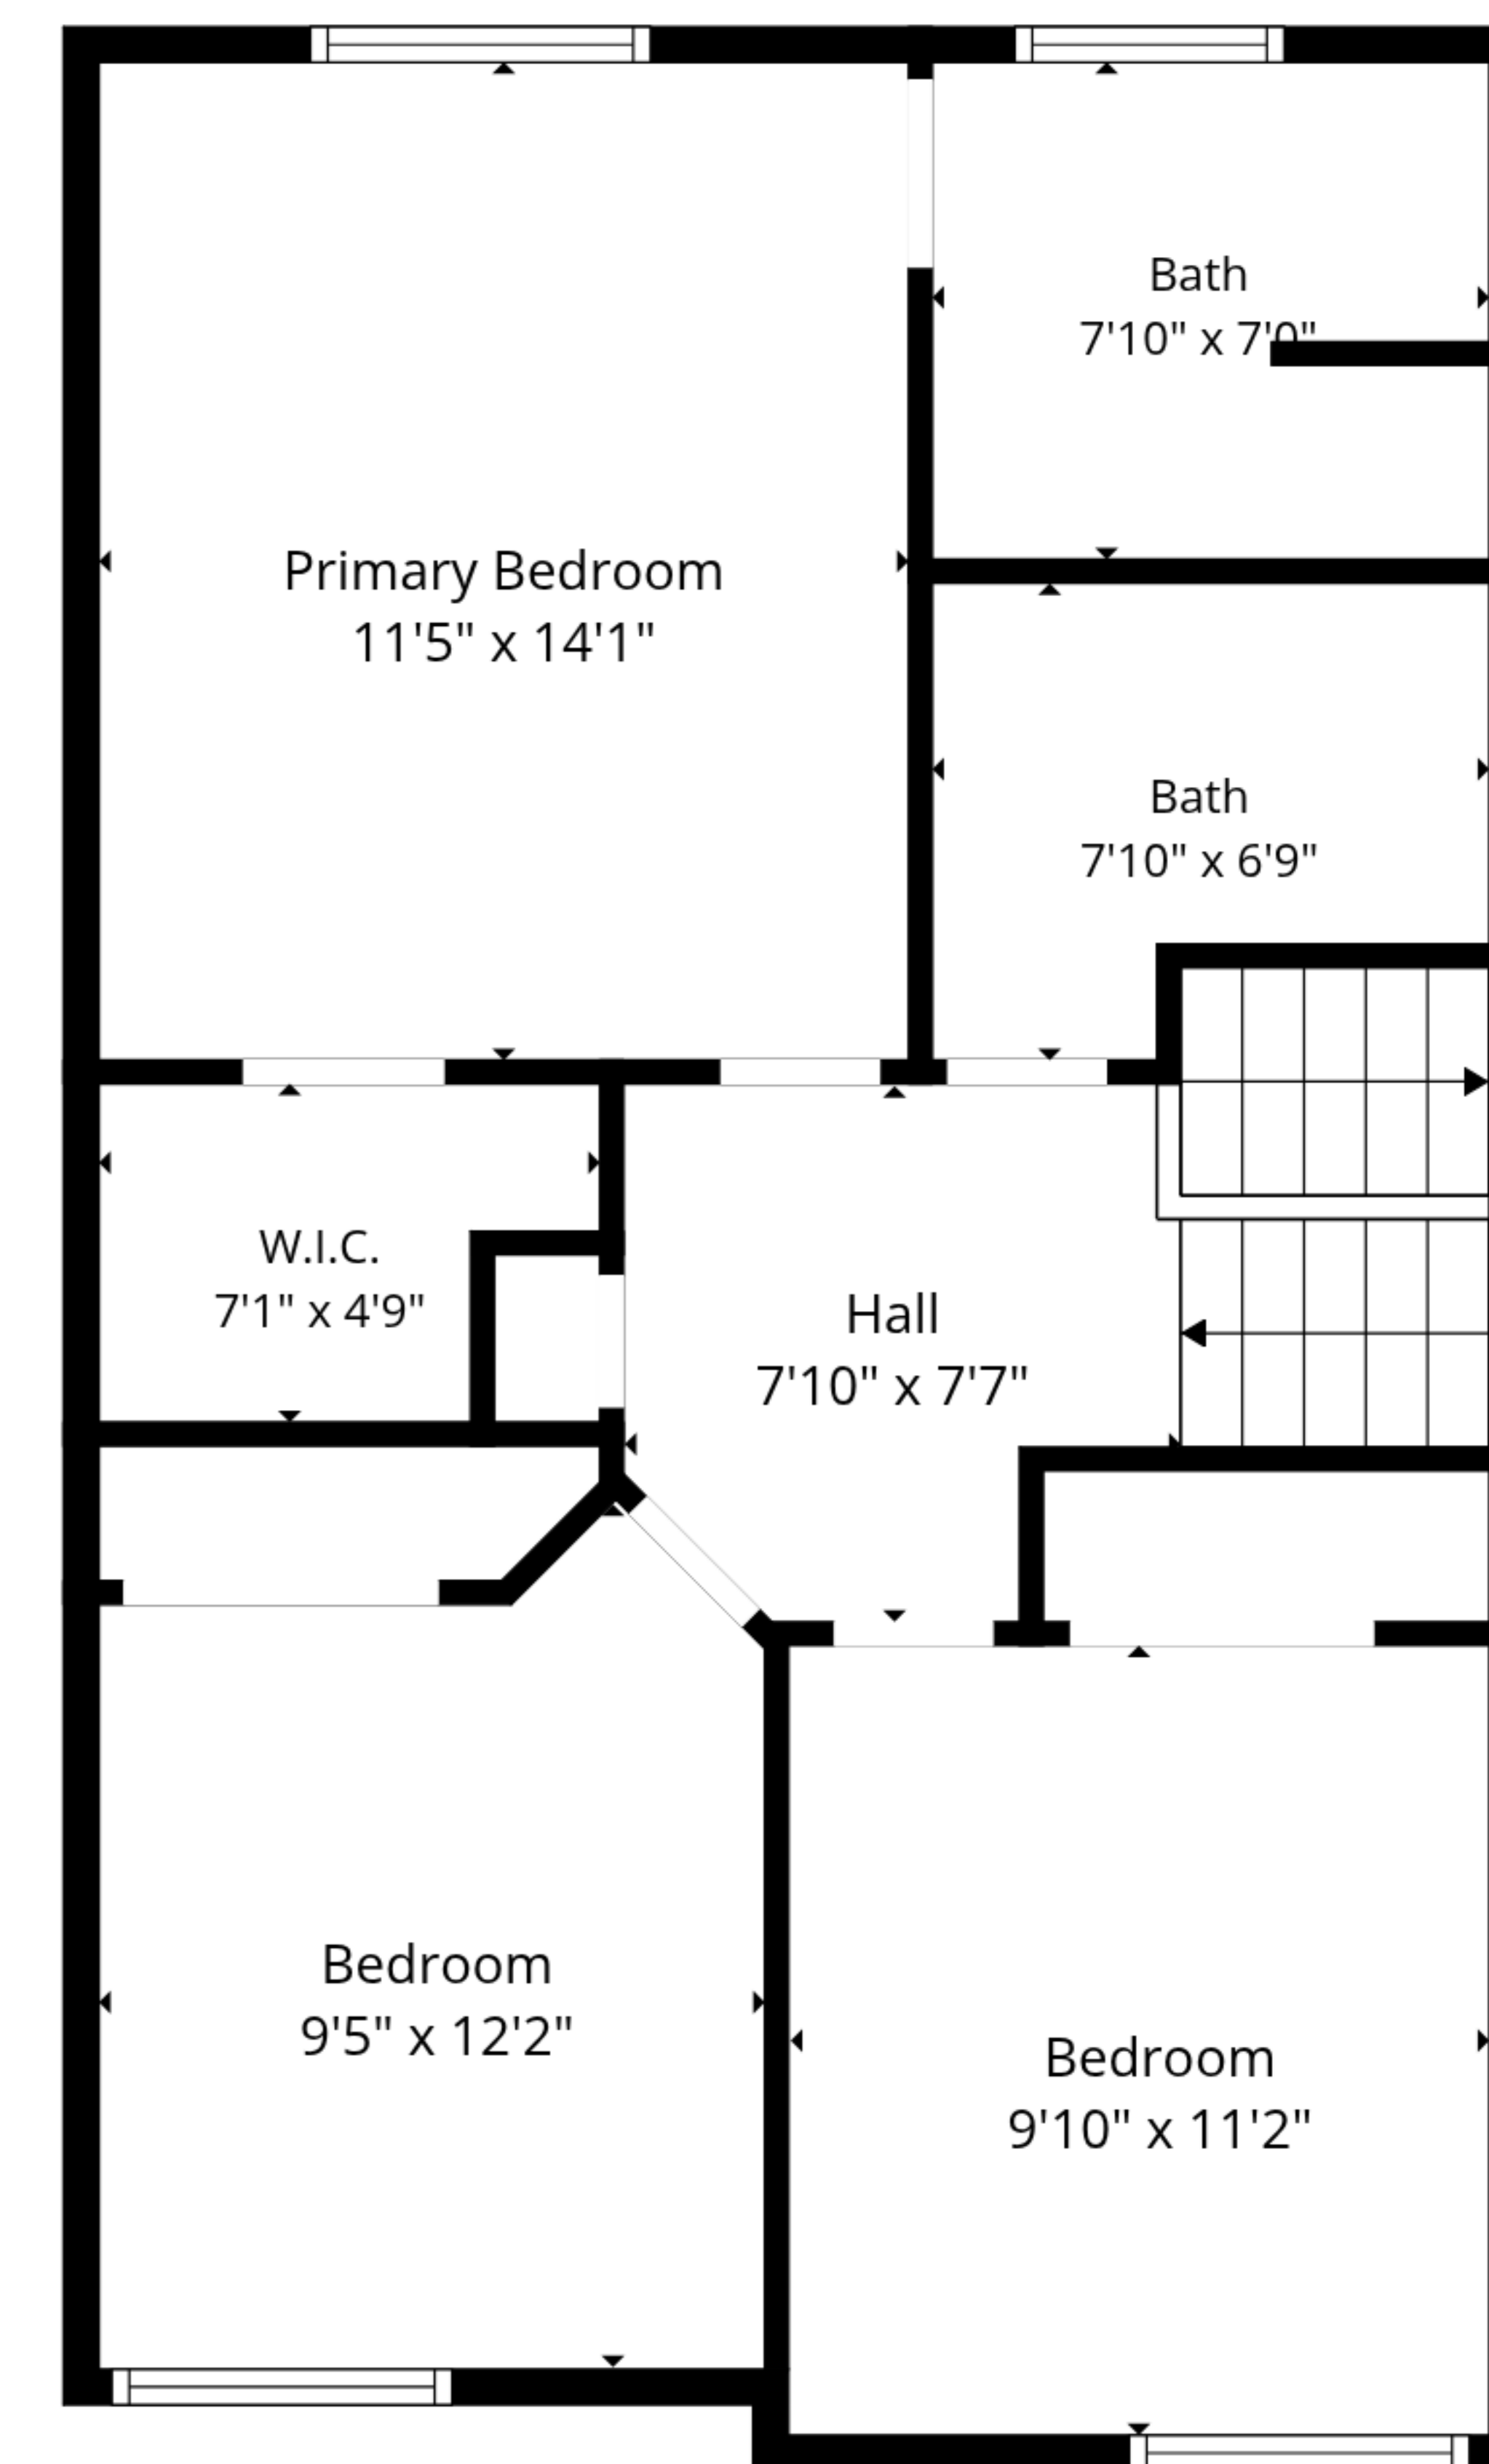 Bath
7'10" x 7'0"
Primary Bedroom
11'5" x 14'1"
Bath
7'10" x 6'9"
W.I.C.
7'1" x 4'9"
Hall
7'10" x 7'7"
Bedroom
9'5" x 12'2"
Bedroom
9'10" x 11'2"